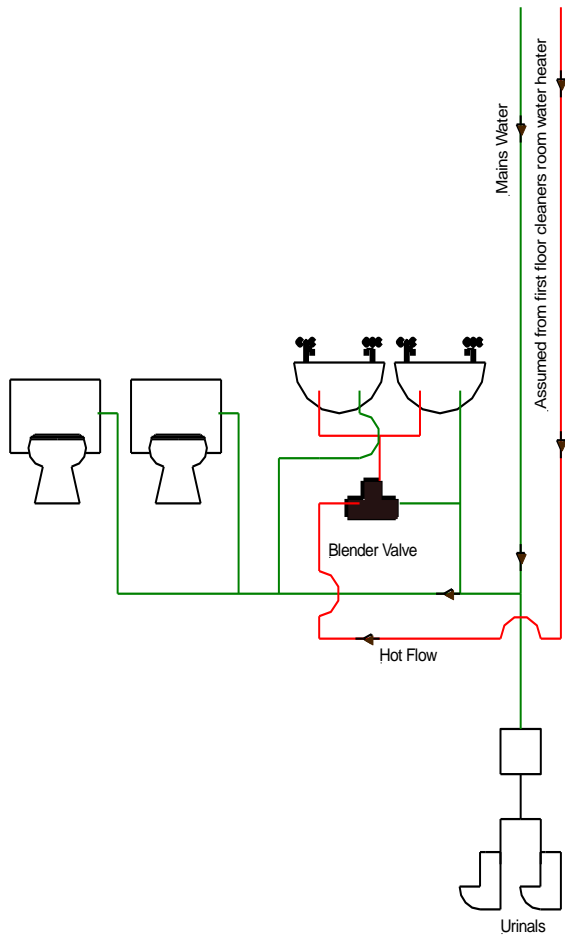 Mains Water
Assumed from first floor cleaners room water heater
Blender Valve
Hot Flow
Urinals